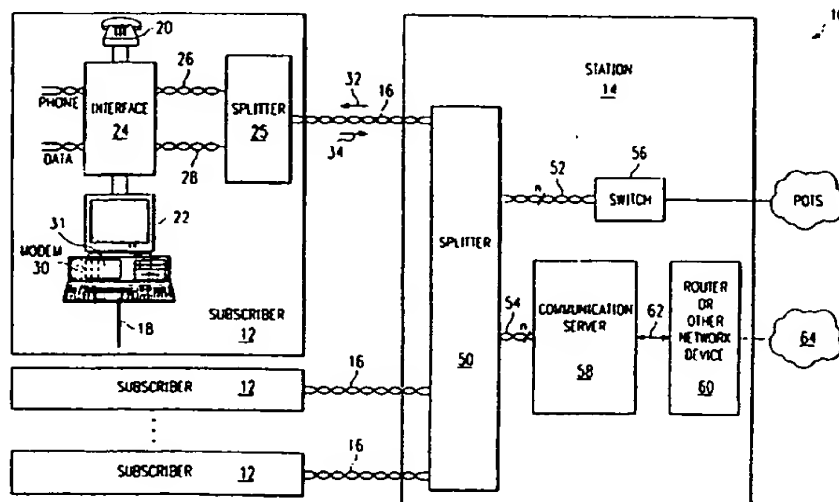 10
20
26
32
16
STATION
14
PHONE
INTERFACE
24
SPLITTER
25
DATA
28
34
52
56
SWITCH
POTS
31
22
MODEM
30
SPLITTER
50
54
n
n
COMMUNICATION
SERVER
58
62
ROUTER
OR
OTHER
NETWORK
DEVICE
60
64
18
SUBSCRIBER
12
SUBSCRIBER 12
16
SUBSCRIBER 12
16